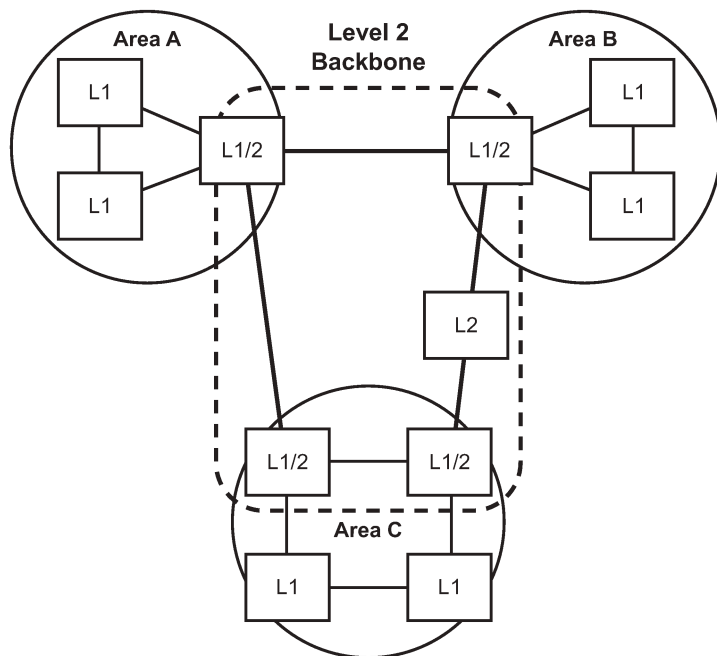 Area A
Level 2
Backbone
Area B
L1
L1
L1/2
L1/2
L1
L1
L2
L1/2
L1/2
Area C
L1
L1